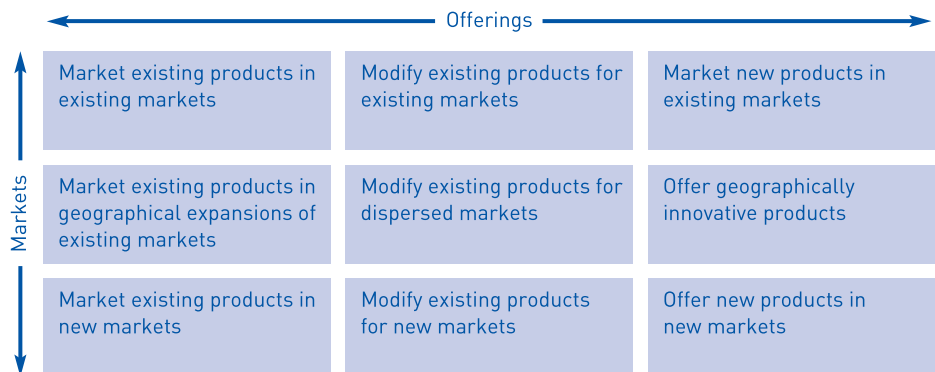 Offerings
Market existing products in
existing markets
Modify existing products for
existing markets
Market new products in
existing markets
Markets
Market existing products in
geographical expansions of
existing markets
Modify existing products for
dispersed markets
Offer geographically
innovative products
Market existing products in
new markets
Modify existing products
for new markets
Offer new products in
new markets